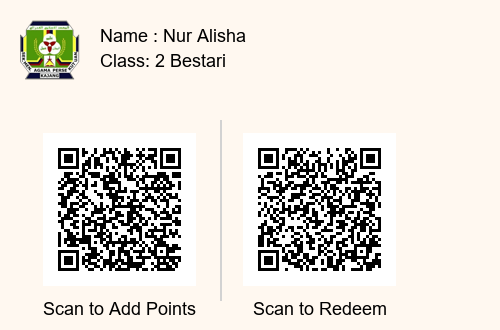 Name : Nur Alisha
Class: 2 Bestari
AGAMA PERSE
KAJANG
Scan to Add Points
Scan to Redeem